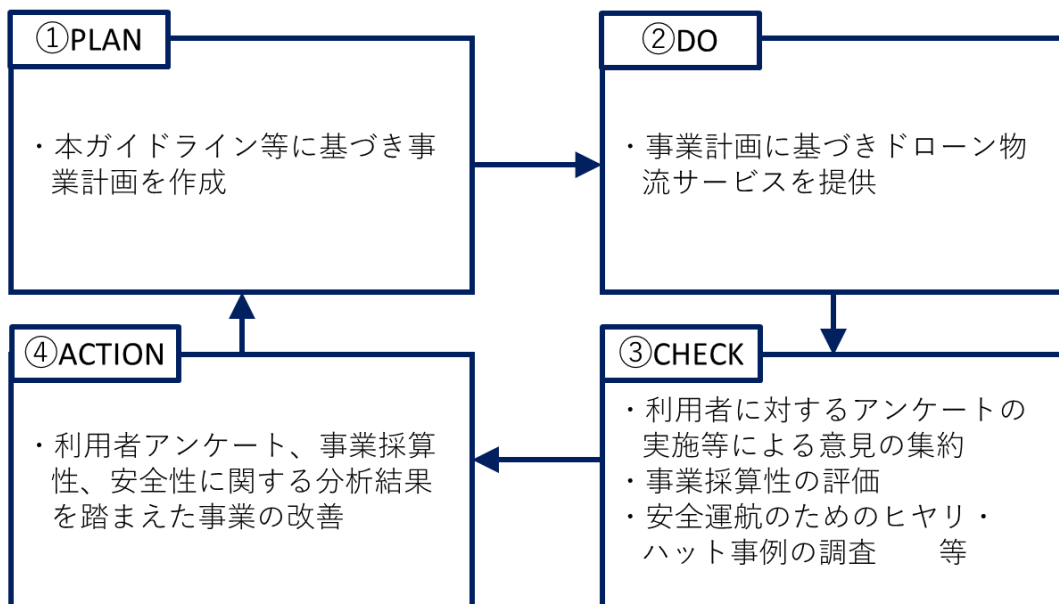 ①PLAN
・本ガイドライン等に基づき事
業計画を作成
②DO
・事業計画に基づきドローン物
流サービスを提供
③CHECK
・利用者に対するアンケートの
実施等による意見の集約
・事業採算性の評価
・安全運航のためのヒヤリ・
ハット事例の調査　　等
④ACTION
・利用者アンケート、事業採算
性、安全性に関する分析結果
を踏まえた事業の改善